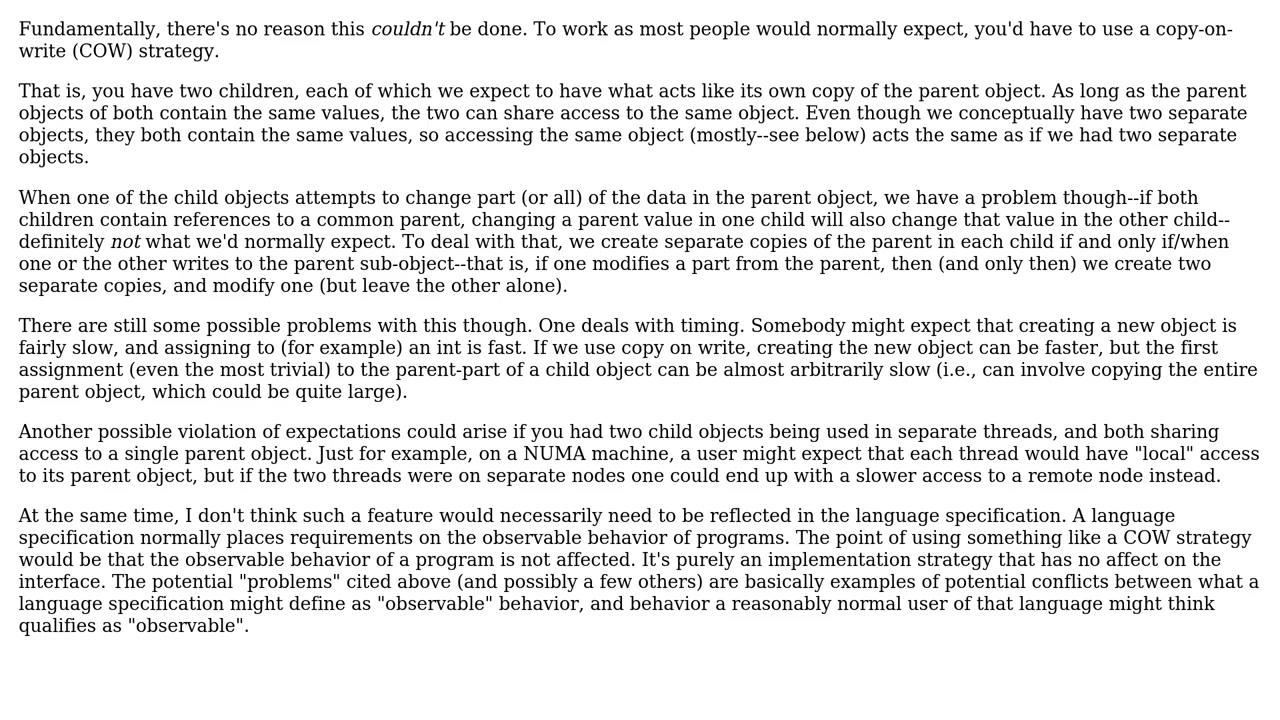 Fundamentally, there's no reason this couldn't be done. To work as most people would normally expect, you'd have to use a copy-on-
write (COW) strategy.
That is, you have two children, each of which we expect to have what acts like its own copy of the parent object. As long as the parent
objects of both contain the same values, the two can share access to the same object. Even though we conceptually have two separate
objects, they both contain the same values, so accessing the same object (mostly--see below) acts the same as if we had two separate
objects.
When one of the child objects attempts to change part (or all) of the data in the parent object, we have a problem though--if both
children contain references to a common parent, changing a parent value in one child will also change that value in the other child--
definitely not what we'd normally expect. To deal with that, we create separate copies of the parent in each child if and only if/when
one or the other writes to the parent sub-object--that is, if one modifies a part from the parent, then (and only then) we create two
separate copies, and modify one (but leave the other alone).
There are still some possible problems with this though. One deals with timing. Somebody might expect that creating a new object is
fairly slow, and assigning to (for example) an int is fast. If we use copy on write, creating the new object can be faster, but the first
assignment (even the most trivial) to the parent-part of a child object can be almost arbitrarily slow (i.e., can involve copying the entire
parent object, which could be quite large).
Another possible violation of expectations could arise if you had two child objects being used in separate threads, and both sharing
access to a single parent object. Just for example, on a NUMA machine, a user might expect that each thread would have "local" access
to its parent object, but if the two threads were on separate nodes one could end up with a slower access to a remote node instead.
At the same time, I don't think such a feature would necessarily need to be reflected in the language specification. A language
specification normally places requirements on the observable behavior of programs. The point of using something like a COW strategy
would be that the observable behavior of a program is not affected. It's purely an implementation strategy that has no affect on the
interface. The potential "problems" cited above (and possibly a few others) are basically examples of potential conflicts between what a
language specification might define as "observable" behavior, and behavior a reasonably normal user of that language might think
qualifies as "observable".